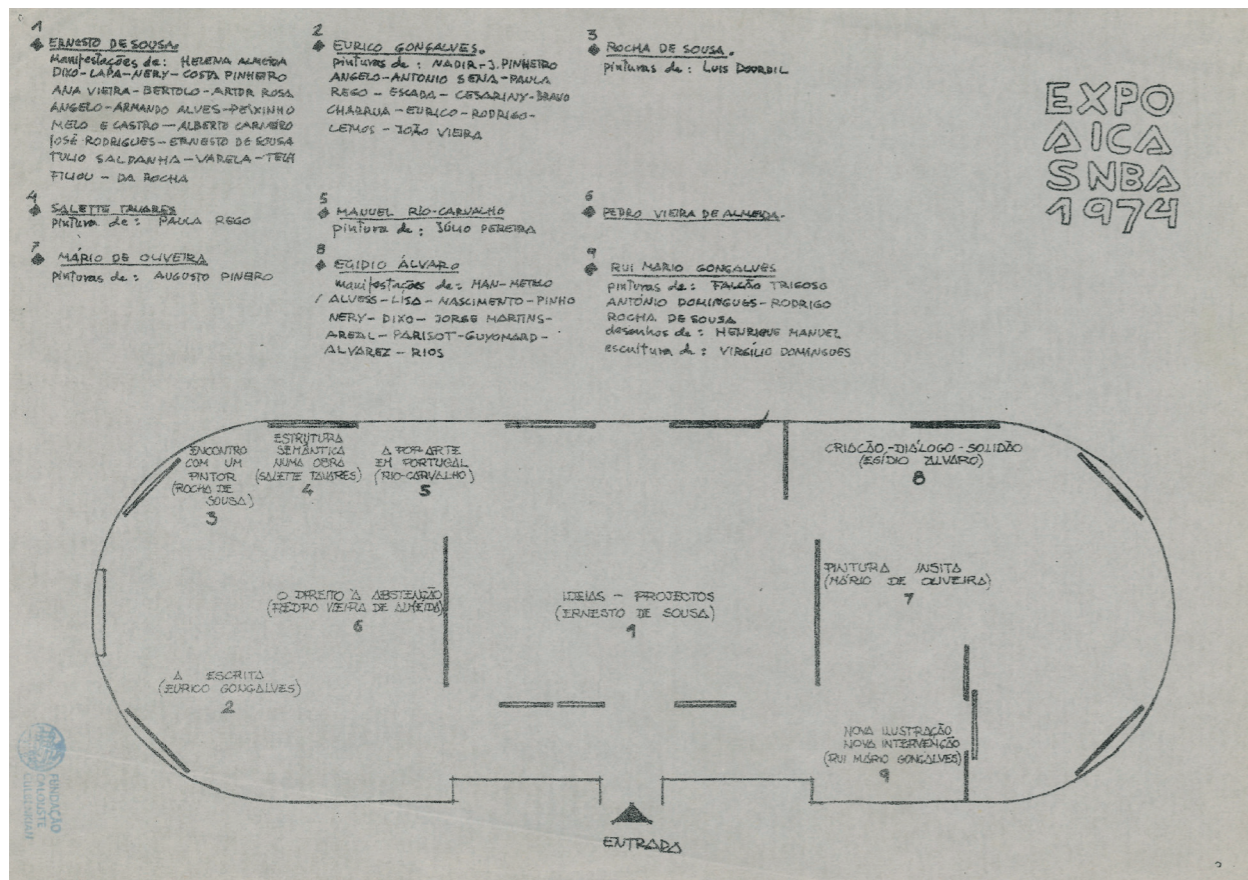 1
ERNESTO DE SOUSA.
Manifestações de: HELENA ALMEIDA
DIXO-LAPA-NERY-COSTA PINHEIRO
ANA VIEIRA-BERTOLO-ARTUR ROSA
ÂNGELO-ARMANDO ALVES-PEIXINHO
MELO E CASTRO-ALBERTO CARNEIRO
JOSÉ RODRIGUES-ERNESTO DE SOUSA
TULIO SALDANHA-VARELA-
FILIOU - DA ROCHA
2
EURICO GONÇALVES.
pinturas de: NADIR-J.PINHEIRO
ANGELO-ANTONIO SENA-PAULA
REGO - ESCADA - CESARINY-BRAVO
CHARRUA-EURICO-RODRIGO-
LEMOS - JOÃO VIEIRA
3
ROCHA DE SOUSA.
pinturas de: LUIS DOURDIL
EXPO
AICA
SNBA
1974
4
SALETTE TAVARES
pintura de: PAULA REGO
5
MANUEL RIO-CARVALHO
pintura de: JÚLIO PEREIRA
6
PEDRO VIEIRA DE ALMEIDA.
7
MÁRIO DE OLIVEIRA
pinturas de: AUGUSTO PINEIRO
8
EGIDIO ÁLVARO
manifestações de: MAN-METELO
ALVESS-LISA-NASCIMENTO-PINHO
NERY-DIXO-JORGE MARTINS-
AREAL-PARISOT-GUYOMARD-
ALVAREZ-RIOS
9
RUI MARIO GONÇALVES
pinturas de: FALCÃO TRIGOSO
ANTÓNIO DOMINGUES-RODRIGO
ROCHA DE SOUSA
desenhos de: HENRIQUE MANUEL
escultura de: VIRGÍLIO DOMINGUES
ENCONTRO
COM UM
PINTOR
(ROCHA DE
SOUSA)
3
ESTRUTURA
SEMÂNTICA
NUMA OBRA
(SALETTE TAVARES)
4
A POP ARTE
EM PORTUGAL
(RIO-CARVALHO)
5
CRIAÇÃO-DIÁLOGO-SOLIDÃO
(EGÍDIO ALVARO)
8
O DIREITO À ABSTENÇÃO
(PEDRO VIEIRA DE ALMEIDA)
6
IDEIAS - PROJECTOS
(ERNESTO DE SOUSA)
1
PINTURA INSITA
(MÁRIO DE OLIVEIRA)
7
A ESCRITA
(EURICO GONÇALVES)
2
NOVA ILUSTRAÇÃO
NOVA INTERVENÇÃO
(RUI MÁRIO GONÇALVES)
9
ENTRADA
FUNDAÇÃO
CALOUSTE
GULBENKIAN